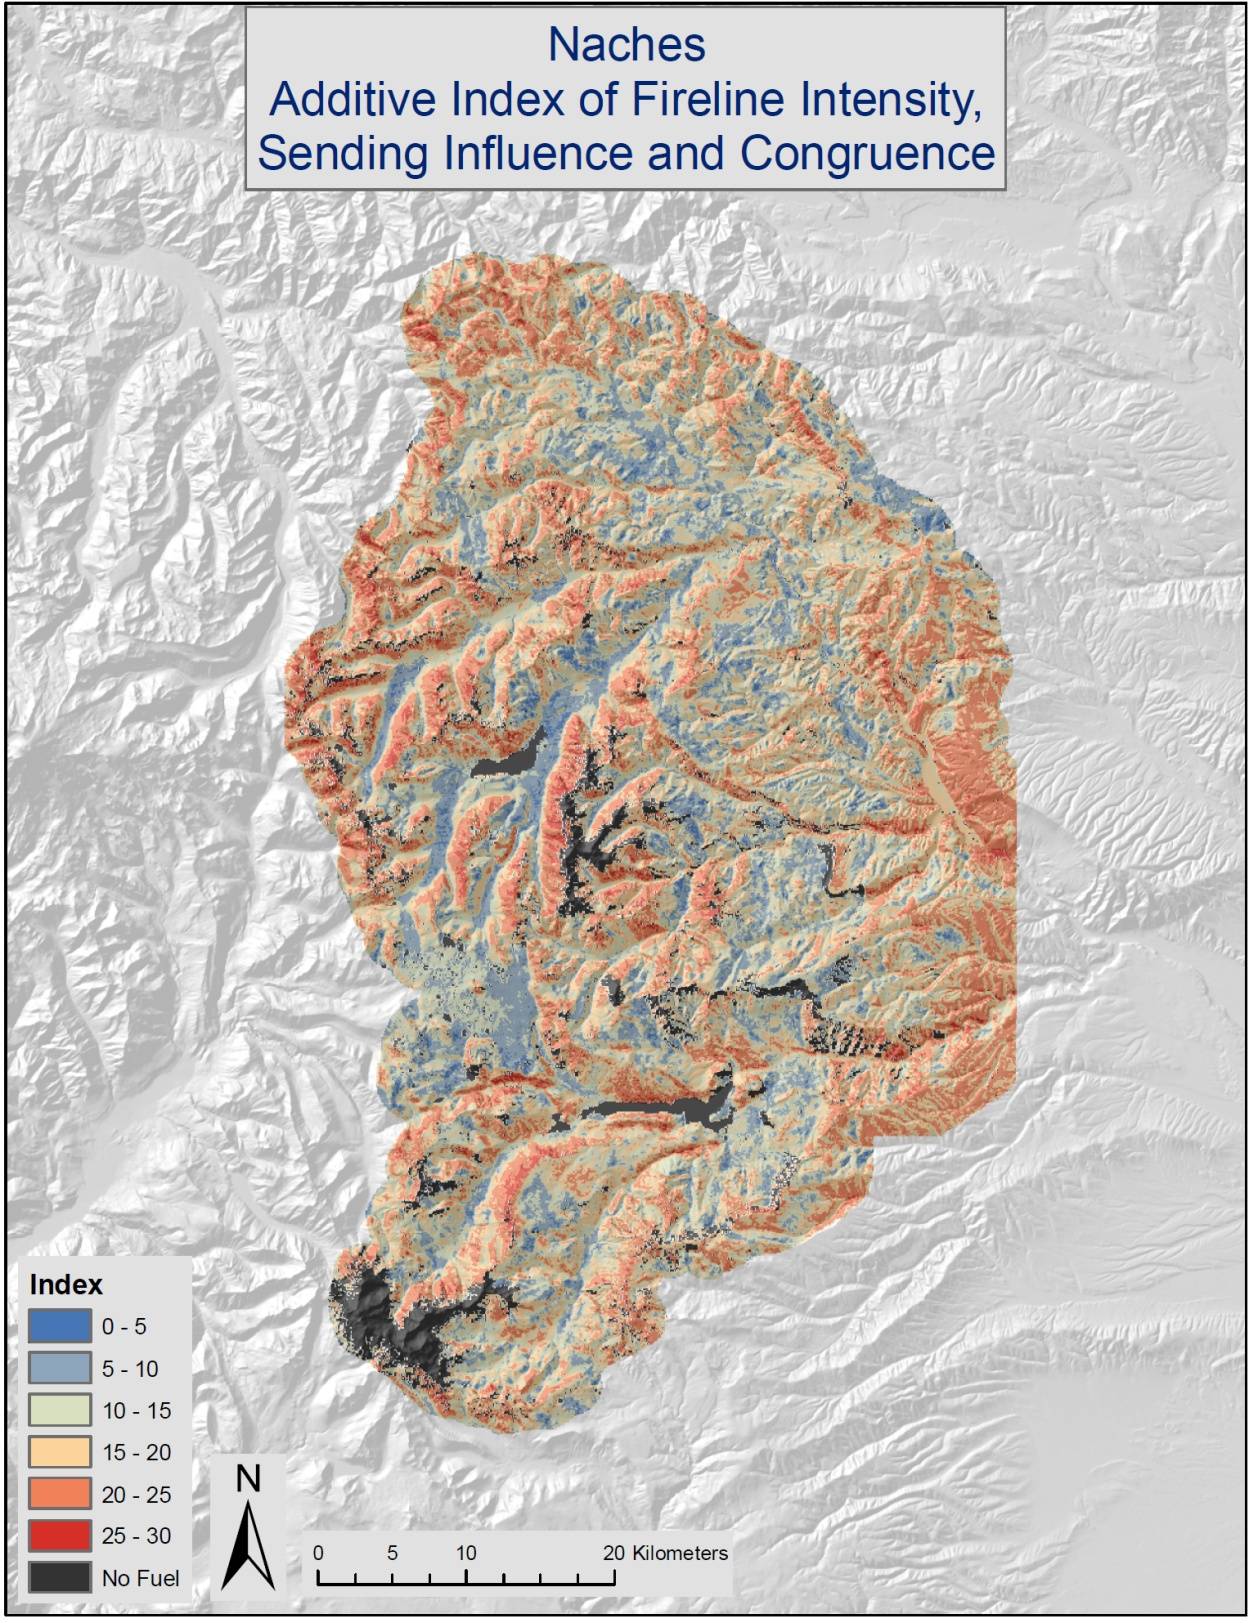 Naches
Additive Index of Fireline Intensity,
Sending Influence and Congruence
Index
0 - 5
5 - 10
10 - 15
15 - 20
20 - 25
25 - 30
No Fuel
N
0 5 10 20 Kilometers